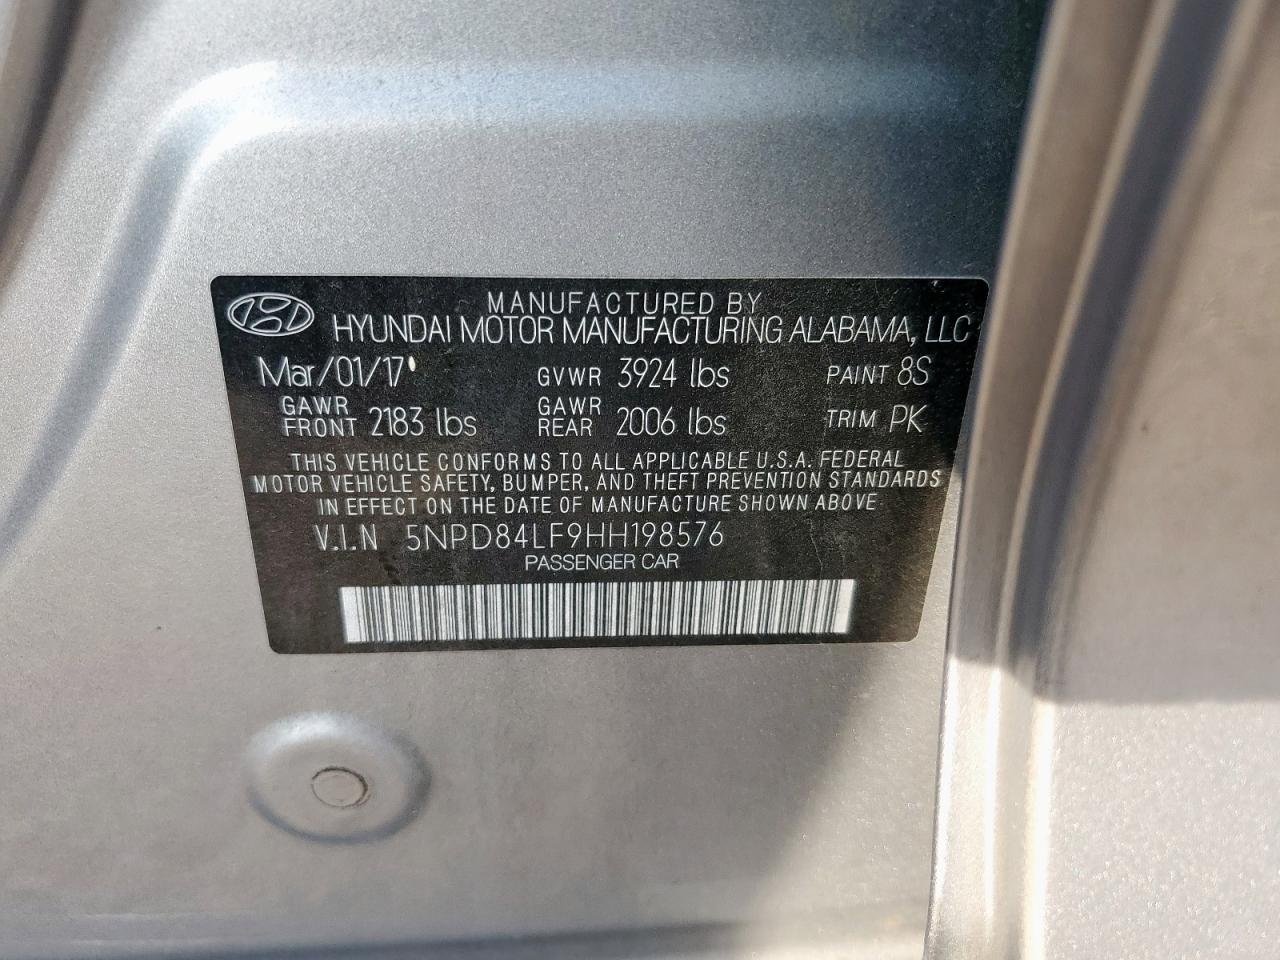 MANUFACTURED BY
HYUNDAI MOTOR MANUFACTURING ALABAMA, LLC
Mar/01/17 GVWR 3924 lbs PAINT 8S
GAWR FRONT 2183 lbs GAWR REAR 2006 lbs TRIM PK
THIS VEHICLE CONFORMS TO ALL APPLICABLE U.S.A. FEDERAL
MOTOR VEHICLE SAFETY, BUMPER, AND THEFT PREVENTION STANDARDS
IN EFFECT ON THE DATE OF MANUFACTURE SHOWN ABOVE
V.I.N 5NPD84LF9HH198576
PASSENGER CAR